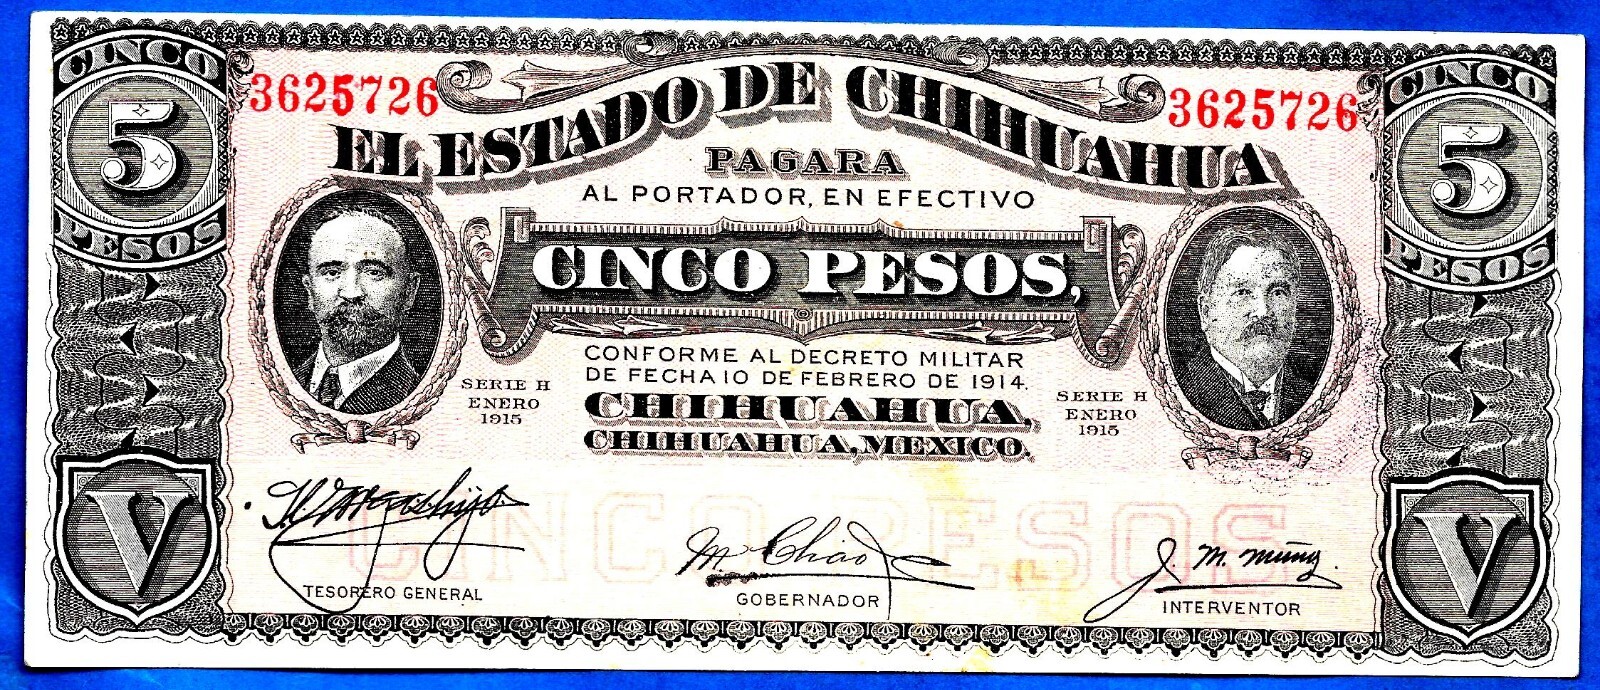 CINCO
5
PESOS
3625726
3625726
CINCO
5
PESOS
EL ESTADO DE CHIHUAHUA
PAGARA
AL PORTADOR, EN EFECTIVO
CINCO PESOS,
CONFORME AL DECRETO MILITAR
DE FECHA 10 DE FEBRERO DE 1914.
CHIHUAHUA,
CHIHUAHUA, MEXICO.
SERIE H
ENERO
1915
SERIE H
ENERO
1915
CINCO PESOS
V
V
TESORERO GENERAL
M. Chao
GOBERNADOR
J. M. Muñoz.
INTERVENTOR